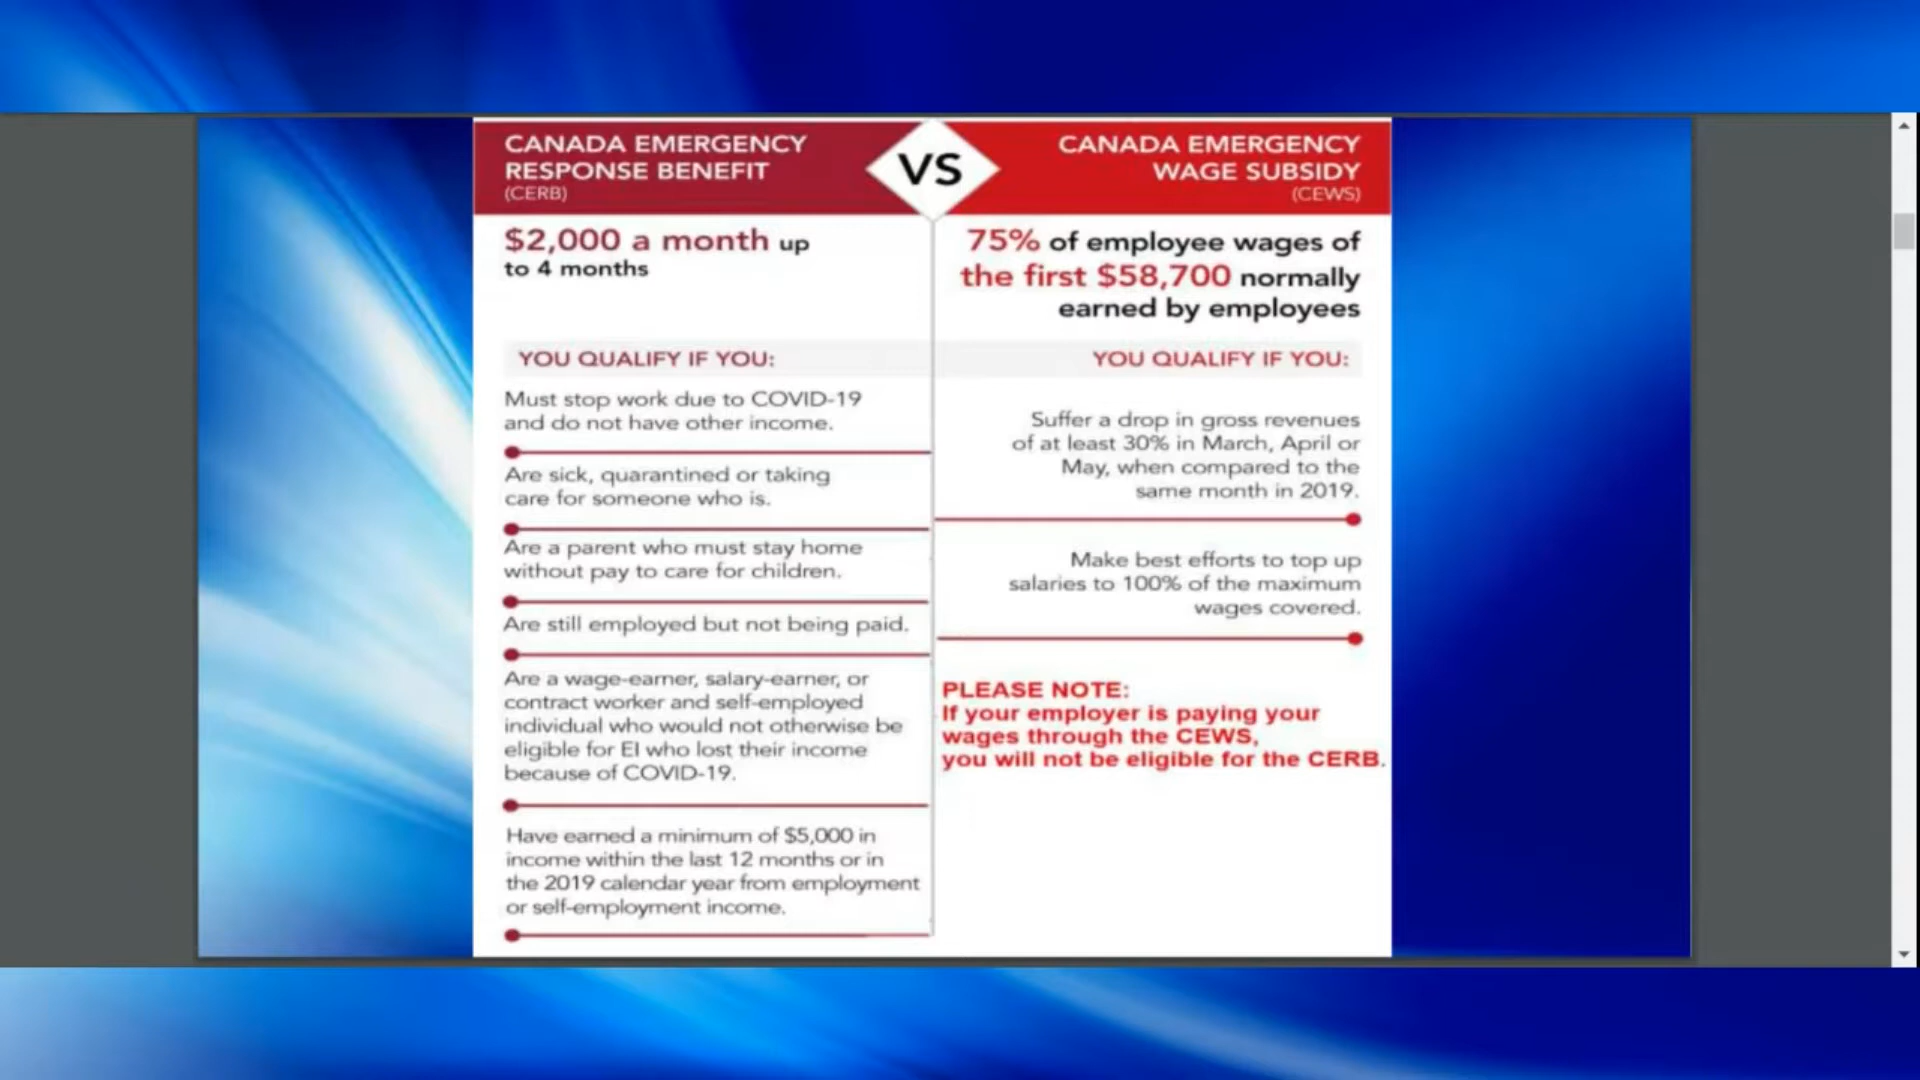 CANADA EMERGENCY
RESPONSE BENEFIT
(CERB)
VS
CANADA EMERGENCY
WAGE SUBSIDY
(CEWS)
$2,000 a month up
to 4 months
YOU QUALIFY IF YOU:
Must stop work due to COVID-19
and do not have other income.
Are sick, quarantined or taking
care for someone who is.
Are a parent who must stay home
without pay to care for children.
Are still employed but not being paid.
Are a wage-earner, salary-earner, or
contract worker and self-employed
individual who would not otherwise be
eligible for EI who lost their income
because of COVID-19.
Have earned a minimum of $5,000 in
income within the last 12 months or in
the 2019 calendar year from employment
or self-employment income.
75% of employee wages of
the first $58,700 normally
earned by employees
YOU QUALIFY IF YOU:
Suffer a drop in gross revenues
of at least 30% in March, April or
May, when compared to the
same month in 2019.
Make best efforts to top up
salaries to 100% of the maximum
wages covered.
PLEASE NOTE:
If your employer is paying your
wages through the CEWS,
you will not be eligible for the CERB.